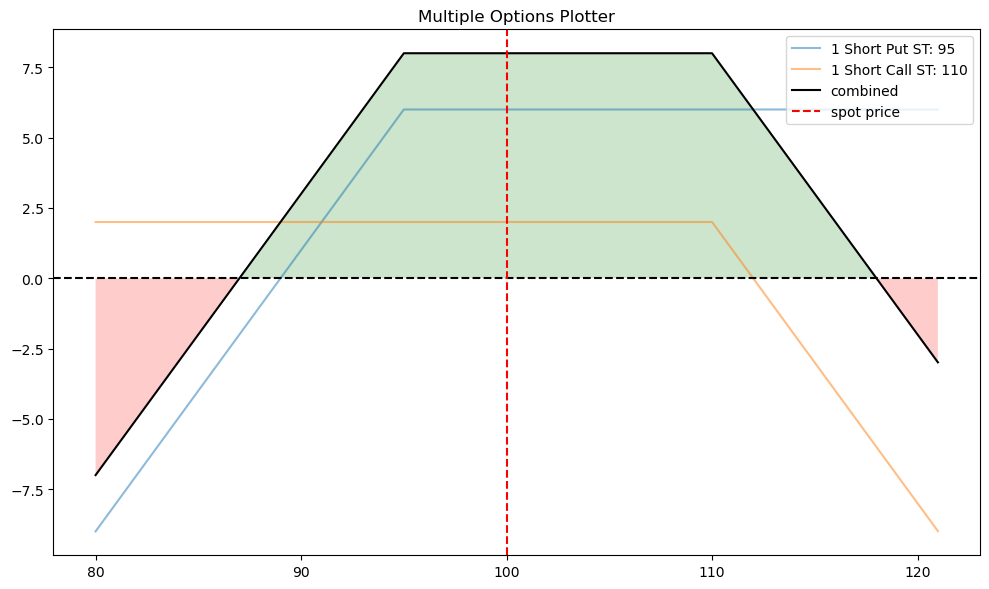 Multiple Options Plotter
1 Short Put ST: 95
1 Short Call ST: 110
combined
spot price
7.5
5.0
2.5
0.0
−2.5
−5.0
−7.5
80
90
100
110
120